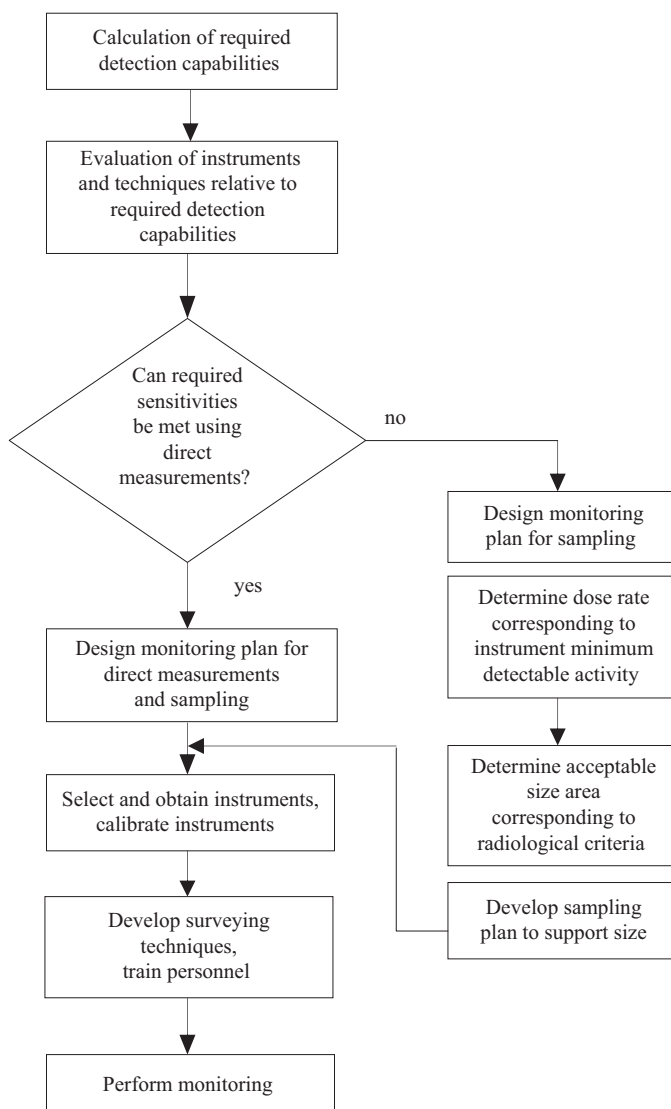 Calculation of required
detection capabilities
Evaluation of instruments
and techniques relative to
required detection
capabilities
Can required
sensitivities
be met using
direct
measurements?
no
yes
Design monitoring
plan for sampling
Determine dose rate
corresponding to
instrument minimum
detectable activity
Determine acceptable
size area
corresponding to
radiological criteria
Develop sampling
plan to support size
Design monitoring plan for
direct measurements
and sampling
Select and obtain instruments,
calibrate instruments
Develop surveying
techniques,
train personnel
Perform monitoring